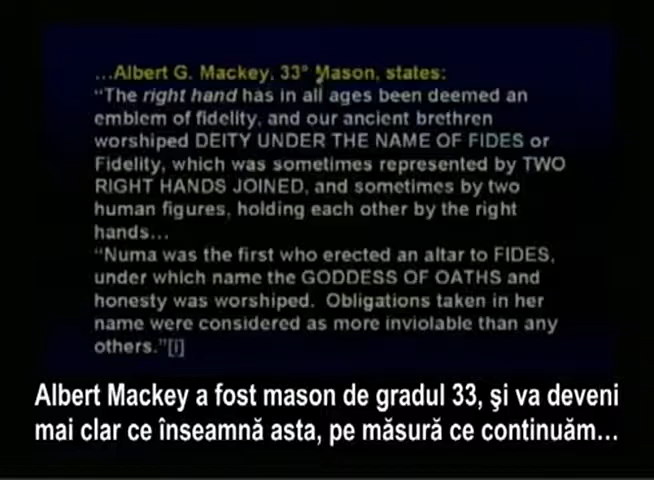 ...Albert G. Mackey, 33° Mason, states:
"The right hand has in all ages been deemed an
emblem of fidelity, and our ancient brethren
worshiped DEITY UNDER THE NAME OF FIDES or
Fidelity, which was sometimes represented by TWO
RIGHT HANDS JOINED, and sometimes by two
human figures, holding each other by the right
hands...
"Numa was the first who erected an altar to FIDES,
under which name the GODDESS OF OATHS and
honesty was worshiped. Obligations taken in her
name were considered as more inviolable than any
others."[i]
Albert Mackey a fost mason de gradul 33, şi va deveni
mai clar ce înseamnă asta, pe măsură ce continuăm...